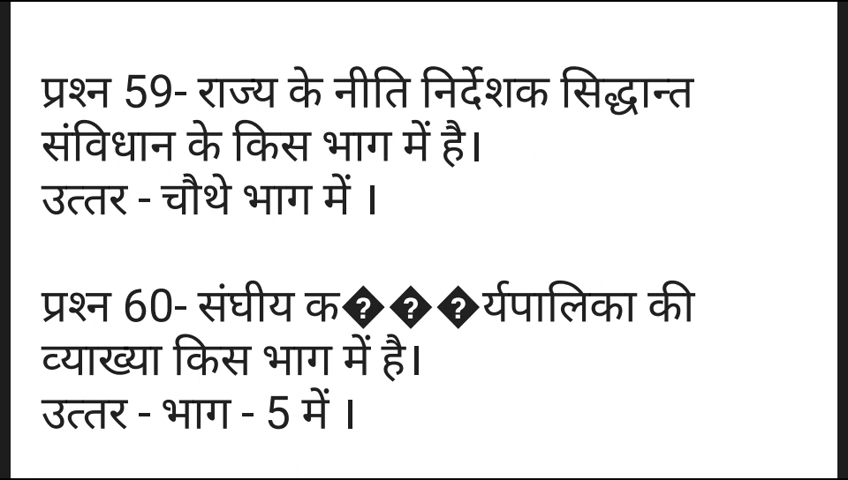 प्रश्न 59- राज्य के नीति निर्देशक सिद्धान्त
संविधान के किस भाग में है।
उत्तर - चौथे भाग में ।
प्रश्न 60- संघीय क���र्यपालिका की
व्याख्या किस भाग में है।
उत्तर - भाग - 5 में ।